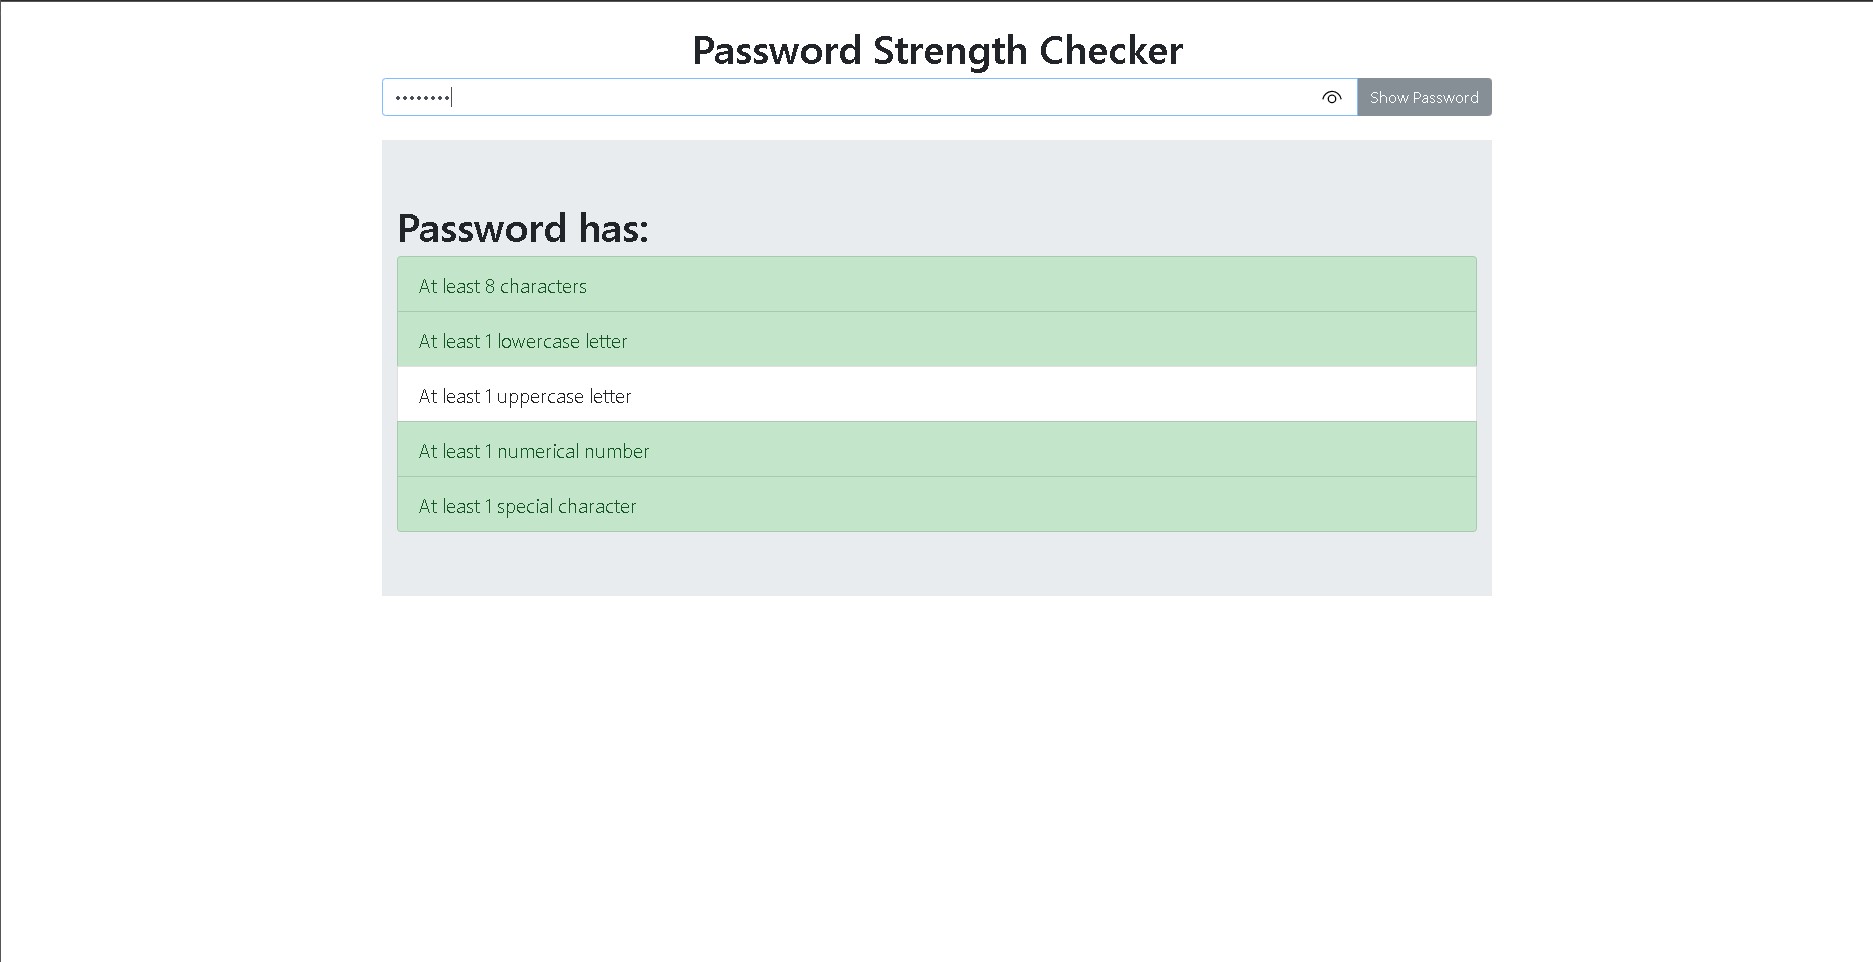 Password Strength Checker
••••••••
Show Password
Password has:
At least 8 characters
At least 1 lowercase letter
At least 1 uppercase letter
At least 1 numerical number
At least 1 special character